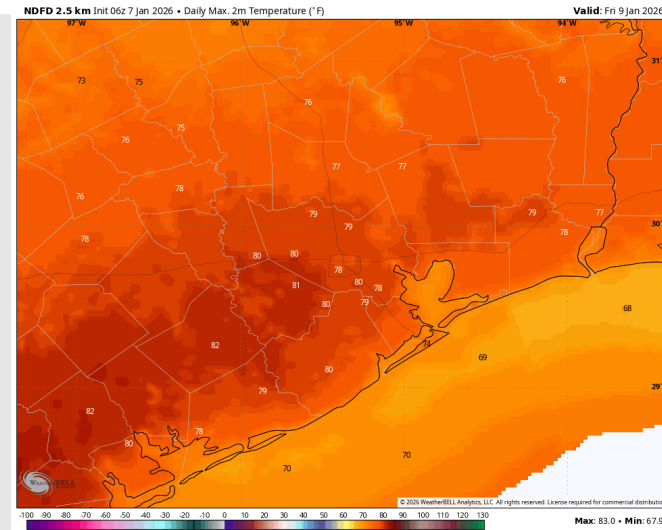 NDFD 2.5 km Init 06z 7 Jan 2026 • Daily Max. 2m Temperature (°F) Valid: Fri 9 Jan 2026
97°W 96°W 95°W 94°W
31°
73 75 76 76
75
76
77 77
78
76
79 79 77
79 78
30°
78
80 80
78
81 80 78
80 79
68
74
82
69
80
29°
79
82
78
80
70
70
WEATHERBELL
© 2026 WeatherBELL Analytics, LLC. All rights reserved. License required for commercial distributio
-100 -90 -80 -70 -60 -50 -40 -30 -20 -10 0 10 20 30 40 50 60 70 80 90 100 110 120 130
Max: 83.0 • Min: 67.9